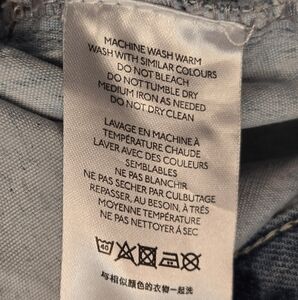 MACHINE WASH WARM
WASH WITH SIMILAR COLOURS
DO NOT BLEACH
DO NOT TUMBLE DRY
MEDIUM IRON AS NEEDED
DO NOT DRY CLEAN
LAVAGE EN MACHINE À
TEMPÉRATURE CHAUDE
LAVER AVEC DES COULEURS
SEMBLABLES
NE PAS BLANCHIR
NE PAS SECHER PAR CULBUTAGE
REPASSER, AU BESOIN, À TRÈS
MOYENNE TEMPÉRATURE
NE PAS NETTOYER À SEC
40
与相似颜色的衣物一起洗